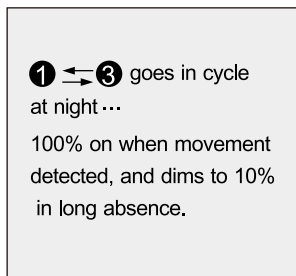 ❶ ⇄ ❸ goes in cycle
at night ···
100% on when movement
detected, and dims to 10%
in long absence.